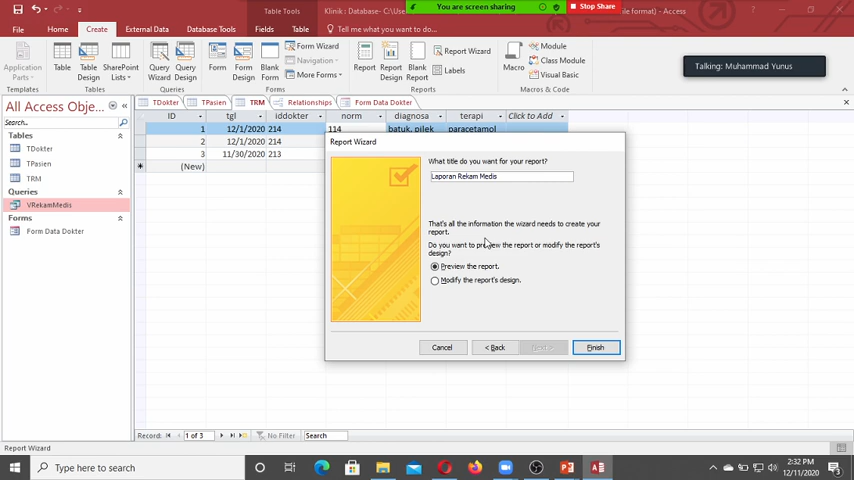 Table Tools
Klinik : Database- C:\Use
You are screen sharing
Stop Share
file format) - Access
File
Home
Create
External Data
Database Tools
Fields
Table
Tell me what you want to do...
Application Parts
Table
Table Design
SharePoint Lists
Query Wizard
Query Design
Form
Form Design
Blank Form
Form Wizard
Navigation
More Forms
Report
Report Design
Blank Report
Report Wizard
Labels
Macro
Module
Class Module
Visual Basic
Templates
Tables
Queries
Forms
Reports
Macros & Code
Talking: Muhammad Yunus
All Access Obje...
Search...
Tables
TDokter
TPasien
TRM
Queries
VRekamMedis
Forms
Form Data Dokter
TDokter
TPasien
TRM
Relationships
Form Data Dokter
ID
tgl
iddokter
norm
diagnosa
terapi
Click to Add
1 12/1/2020 214 114 batuk, pilek paracetamol
2 12/1/2020 214
3 11/30/2020 213
(New)
Report Wizard
What title do you want for your report?
Laporan Rekam Medis
That's all the information the wizard needs to create your
report.
Do you want to preview the report or modify the report's
design?
Preview the report.
Modify the report's design.
Cancel
< Back
Next >
Finish
Record:
1 of 3
No Filter
Search
Report Wizard
Type here to search
2:32 PM
12/11/2020
3